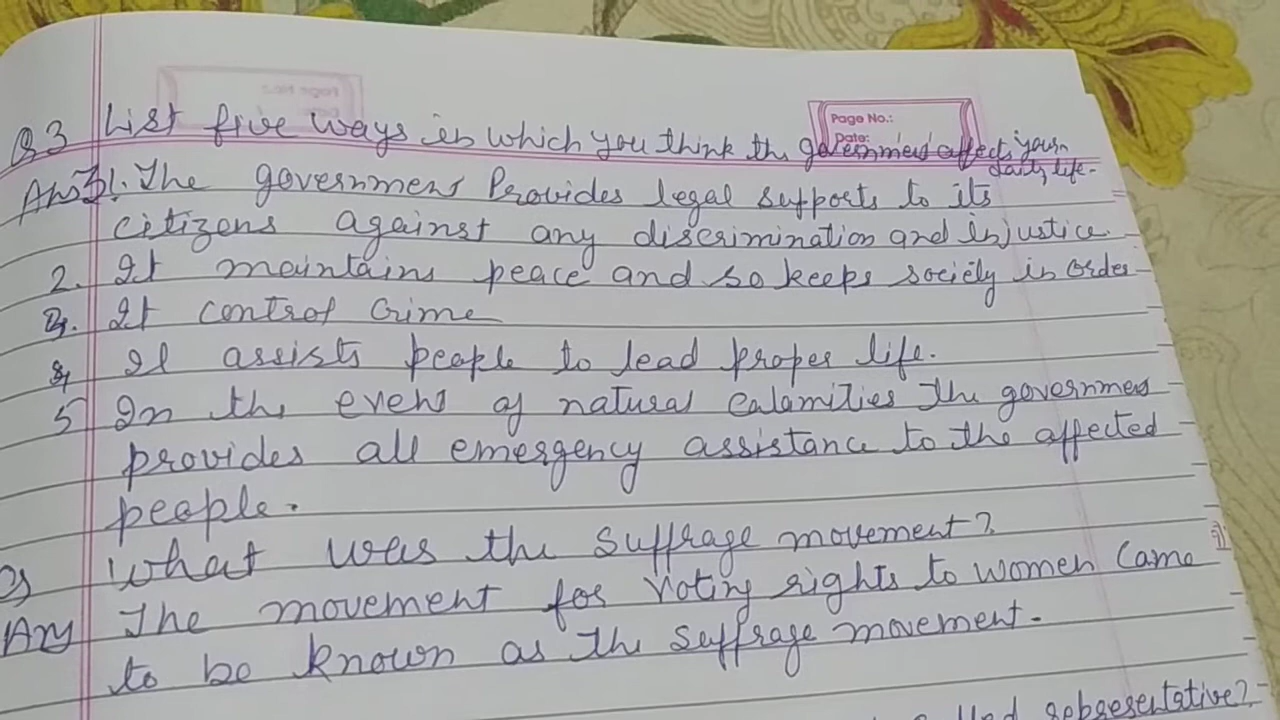 Page No.:
Date:
Q3 List five ways in which you think the government affects your
daily life.
Ans 1. The government Provides legal supports to its
citizens against any discrimination and injustice.
2. It maintains peace and so keeps society in order
3. It control Crime
4 It assists people to lead proper life.
5 In the event of natural calamities The government
provides all emergency assistance to the affected
people.
Q What was the suffrage movement?
Ans The movement for voting rights to women Came
to be known as the suffrage movement.
representative?